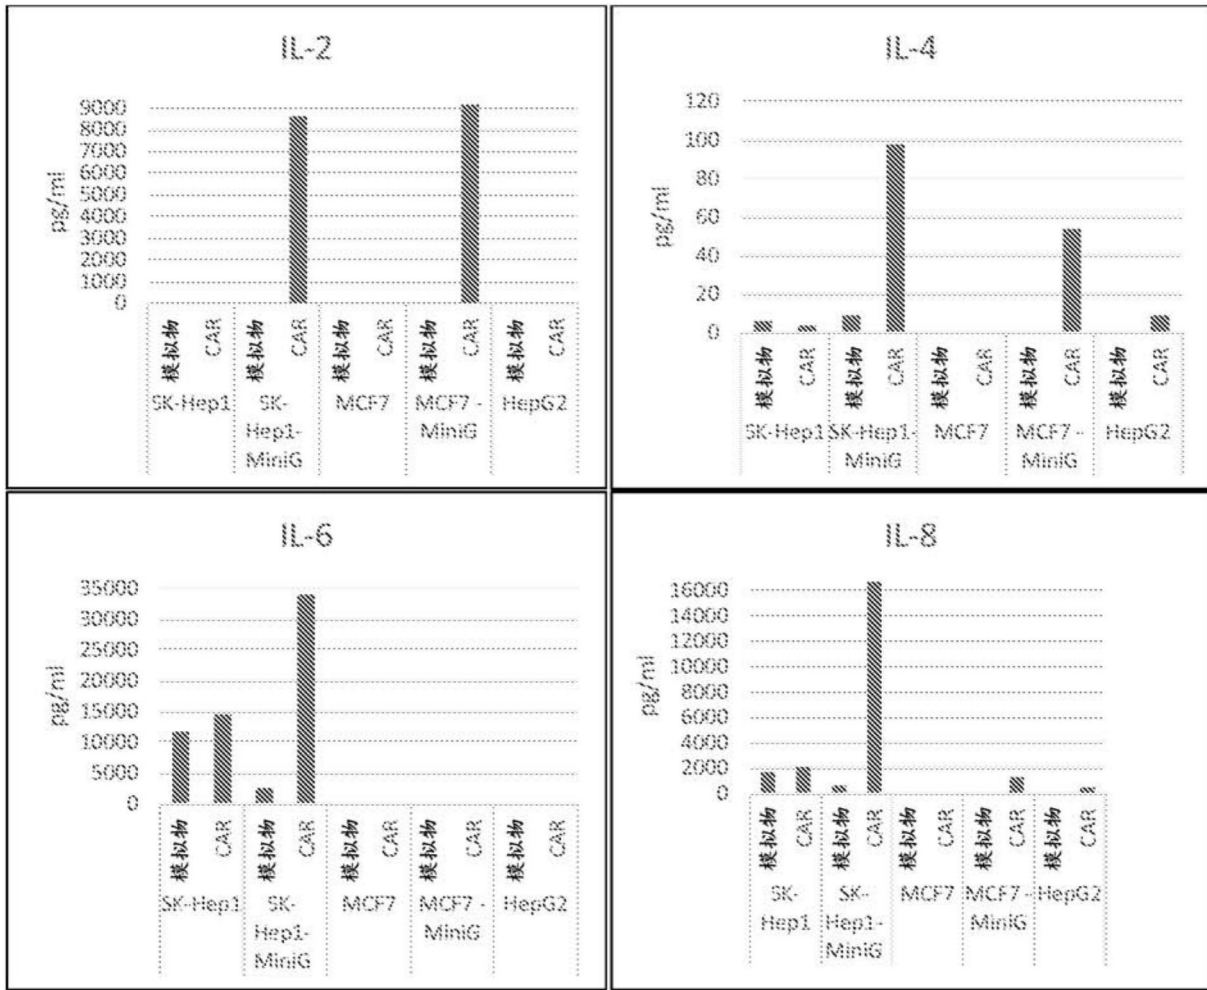 IL-2
9000
8000
7000
6000
5000
4000
3000
2000
1000
0
pg/ml
模拟物 CAR 模拟物 CAR 模拟物 CAR 模拟物 CAR 模拟物 CAR
SK-Hep1 SK- MCF7 MCF7 - HepG2
Hep1- MiniG
MiniG
IL-4
120
100
80
60
40
20
0
pg/ml
模拟物 CAR 模拟物 CAR 模拟物 CAR 模拟物 CAR 模拟物 CAR
SK-Hep1 SK-Hep1- MCF7 MCF7 - HepG2
MiniG MiniG
IL-6
35000
30000
25000
20000
15000
10000
5000
0
pg/ml
模拟物 CAR 模拟物 CAR 模拟物 CAR 模拟物 CAR 模拟物 CAR
SK-Hep1 SK- MCF7 MCF7 - HepG2
Hep1- MiniG
MiniG
IL-8
16000
14000
12000
10000
8000
6000
4000
2000
0
pg/ml
模拟物 CAR 模拟物 CAR 模拟物 CAR 模拟物 CAR 模拟物 CAR
SK- SK- MCF7 MCF7 - HepG2
Hep1 Hep1- MiniG
MiniG